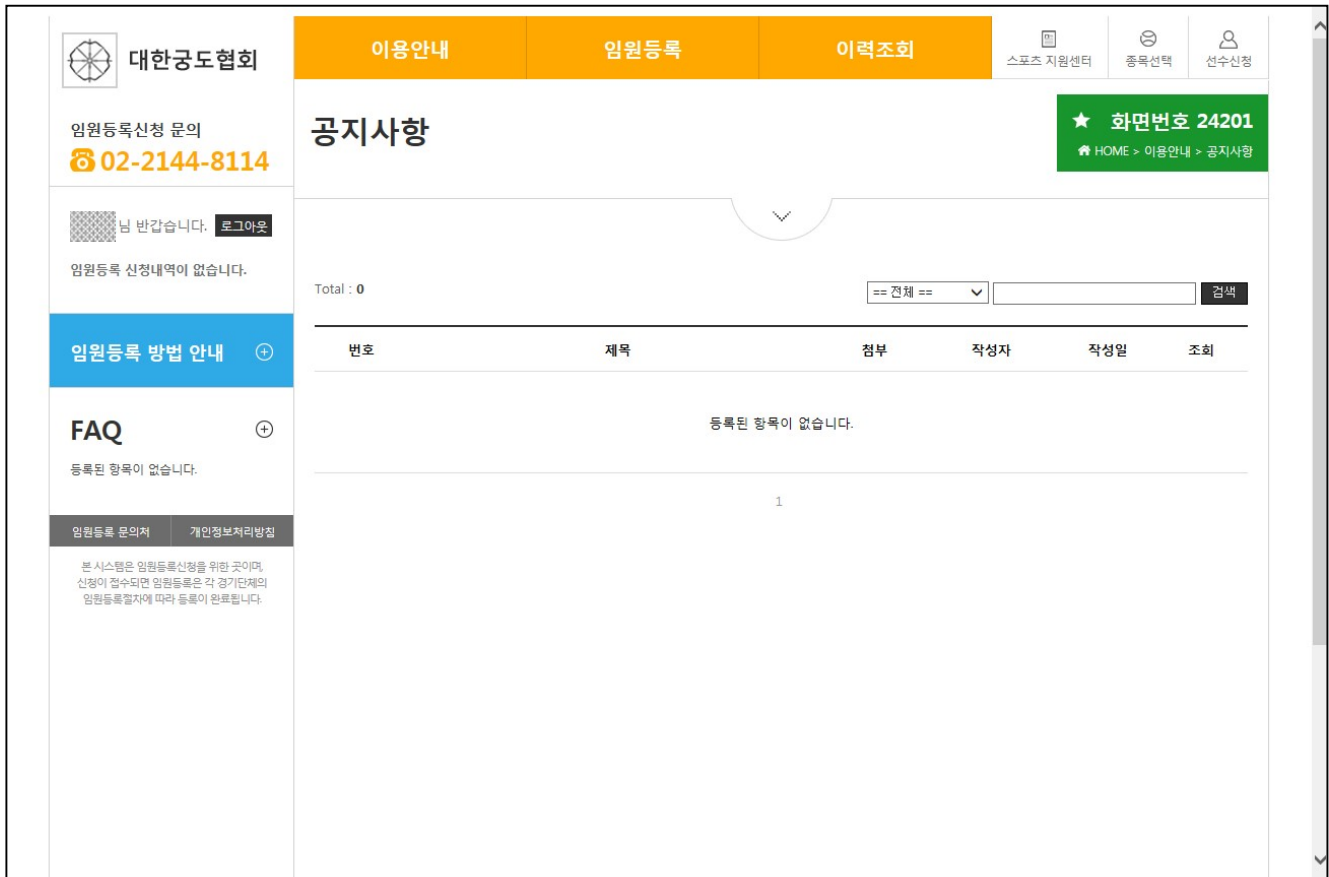 대한궁도협회
이용안내
임원등록
이력조회
스포츠 지원센터
종목선택
선수신청
임원등록신청 문의
02-2144-8114
공지사항
화면번호 24201
HOME > 이용안내 > 공지사항
님 반갑습니다. 로그아웃
임원등록 신청내역이 없습니다.
임원등록 방법 안내
FAQ
등록된 항목이 없습니다.
임원등록 문의처 개인정보처리방침
본 시스템은 임원등록신청을 위한 곳이며,
신청이 접수되면 임원등록은 각 경기단체의
임원등록절차에 따라 등록이 완료됩니다.
Total : 0
== 전체 == 검색
번호 제목 첨부 작성자 작성일 조회
등록된 항목이 없습니다.
1